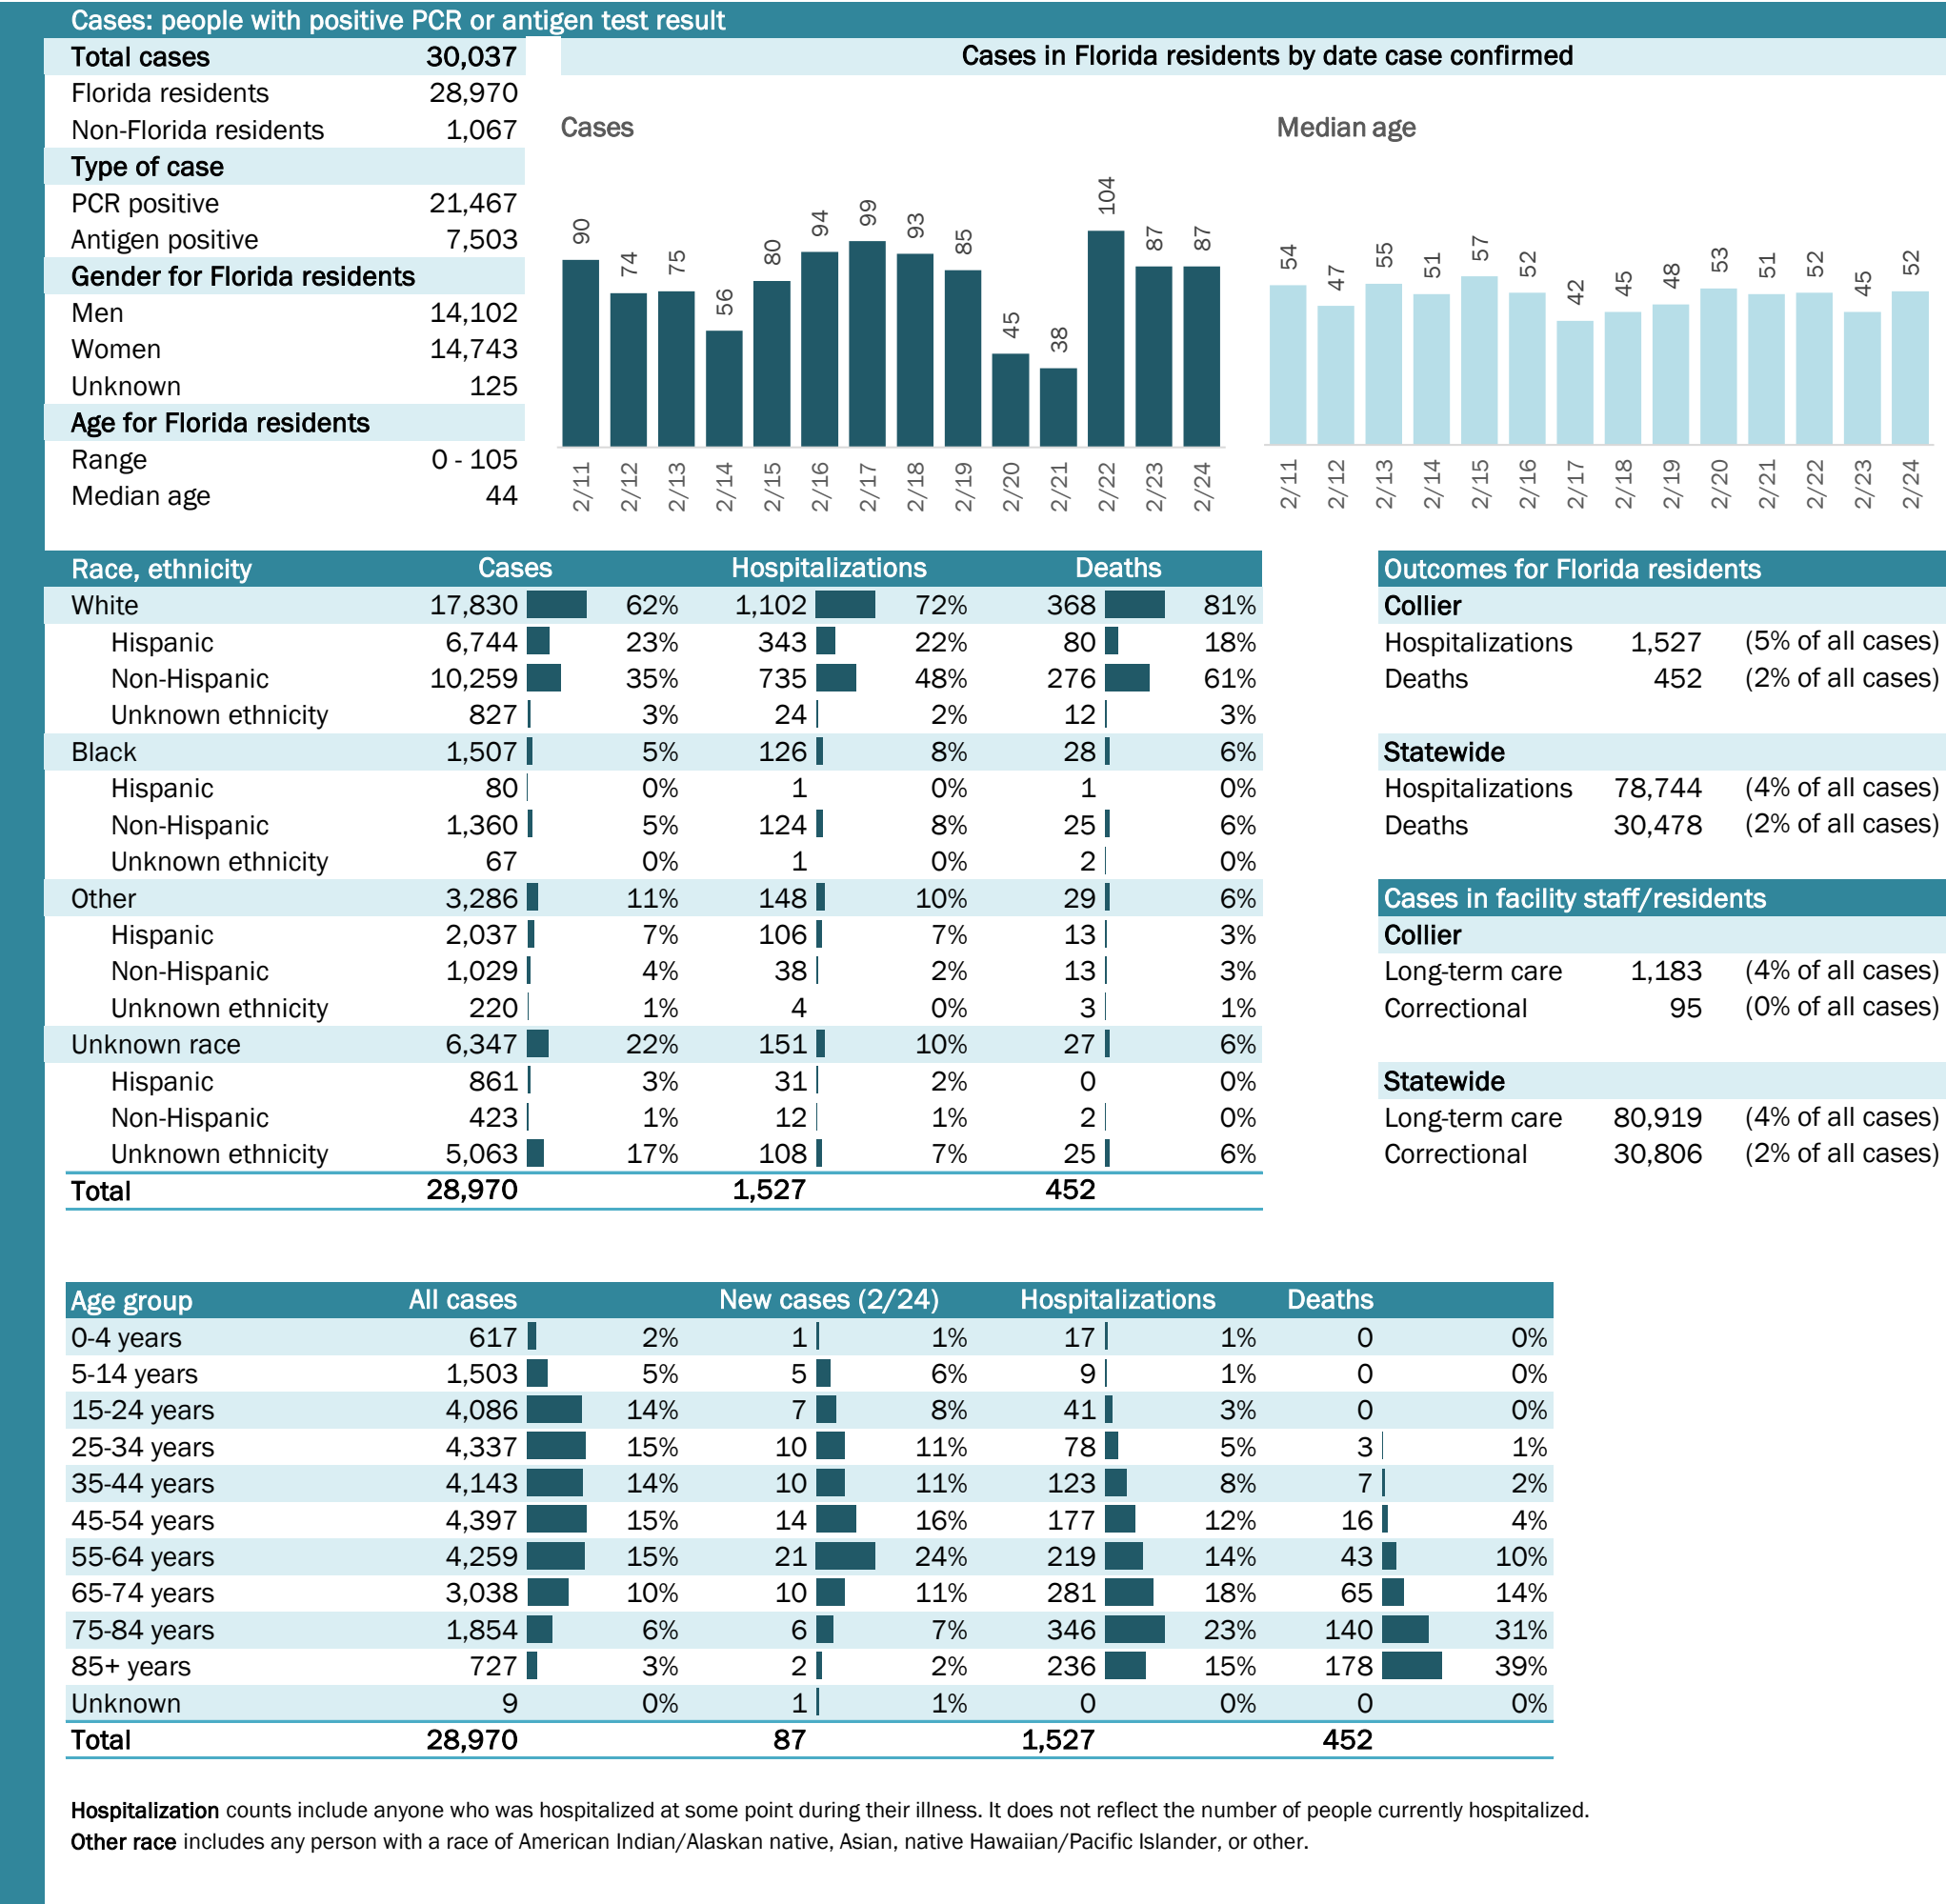 Cases: people with positive PCR or antigen test result
Total cases 30,037
Florida residents 28,970
Non-Florida residents 1,067
Type of case
PCR positive 21,467
Antigen positive 7,503
Gender for Florida residents
Men 14,102
Women 14,743
Unknown 125
Age for Florida residents
Range 0 - 105
Median age 44
Cases in Florida residents by date case confirmed
Cases
90 74 75 56 80 94 99 93 85 45 38 104 87 87
2/11 2/12 2/13 2/14 2/15 2/16 2/17 2/18 2/19 2/20 2/21 2/22 2/23 2/24
Median age
54 47 55 51 57 52 42 45 48 53 51 52 45 52
2/11 2/12 2/13 2/14 2/15 2/16 2/17 2/18 2/19 2/20 2/21 2/22 2/23 2/24
Race, ethnicity Cases Hospitalizations Deaths
White 17,830 62% 1,102 72% 368 81%
Hispanic 6,744 23% 343 22% 80 18%
Non-Hispanic 10,259 35% 735 48% 276 61%
Unknown ethnicity 827 3% 24 2% 12 3%
Black 1,507 5% 126 8% 28 6%
Hispanic 80 0% 1 0% 1 0%
Non-Hispanic 1,360 5% 124 8% 25 6%
Unknown ethnicity 67 0% 1 0% 2 0%
Other 3,286 11% 148 10% 29 6%
Hispanic 2,037 7% 106 7% 13 3%
Non-Hispanic 1,029 4% 38 2% 13 3%
Unknown ethnicity 220 1% 4 0% 3 1%
Unknown race 6,347 22% 151 10% 27 6%
Hispanic 861 3% 31 2% 0 0%
Non-Hispanic 423 1% 12 1% 2 0%
Unknown ethnicity 5,063 17% 108 7% 25 6%
Total 28,970 1,527 452
Outcomes for Florida residents
Collier
Hospitalizations 1,527 (5% of all cases)
Deaths 452 (2% of all cases)
Statewide
Hospitalizations 78,744 (4% of all cases)
Deaths 30,478 (2% of all cases)
Cases in facility staff/residents
Collier
Long-term care 1,183 (4% of all cases)
Correctional 95 (0% of all cases)
Statewide
Long-term care 80,919 (4% of all cases)
Correctional 30,806 (2% of all cases)
Age group All cases New cases (2/24) Hospitalizations Deaths
0-4 years 617 2% 1 1% 17 1% 0 0%
5-14 years 1,503 5% 5 6% 9 1% 0 0%
15-24 years 4,086 14% 7 8% 41 3% 0 0%
25-34 years 4,337 15% 10 11% 78 5% 3 1%
35-44 years 4,143 14% 10 11% 123 8% 7 2%
45-54 years 4,397 15% 14 16% 177 12% 16 4%
55-64 years 4,259 15% 21 24% 219 14% 43 10%
65-74 years 3,038 10% 10 11% 281 18% 65 14%
75-84 years 1,854 6% 6 7% 346 23% 140 31%
85+ years 727 3% 2 2% 236 15% 178 39%
Unknown 9 0% 1 1% 0 0% 0 0%
Total 28,970 87 1,527 452
Hospitalization counts include anyone who was hospitalized at some point during their illness. It does not reflect the number of people currently hospitalized.
Other race includes any person with a race of American Indian/Alaskan native, Asian, native Hawaiian/Pacific Islander, or other.